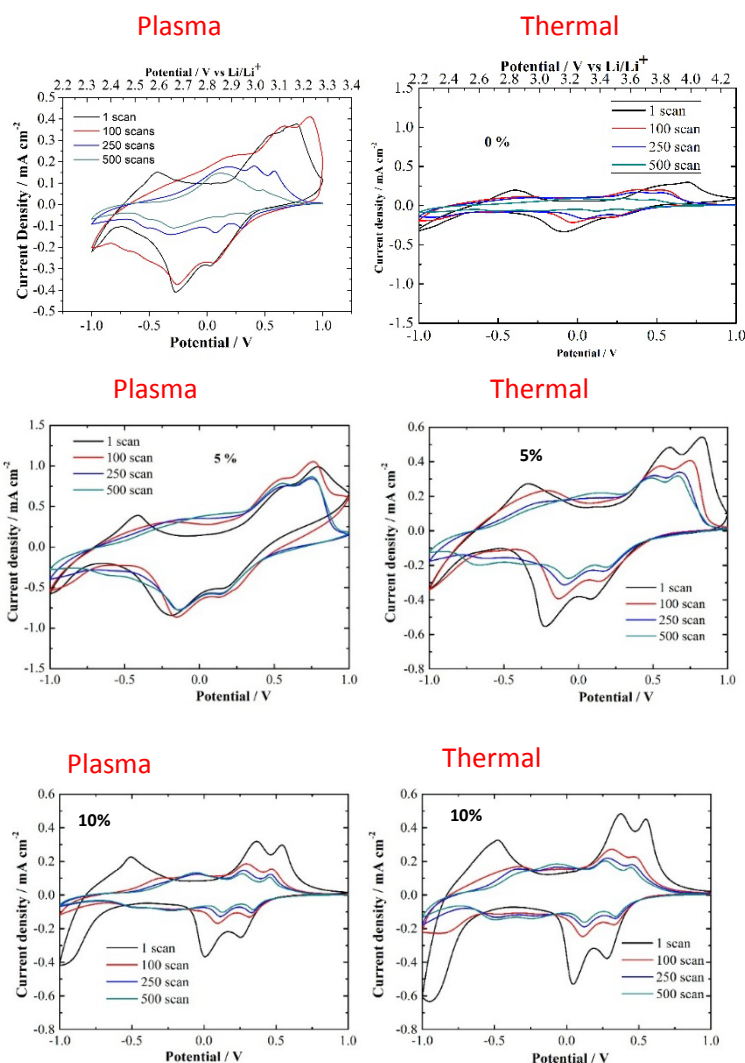 Plasma
Thermal
Potential / V vs Li/Li+
2.2 2.3 2.4 2.5 2.6 2.7 2.8 2.9 3.0 3.1 3.2 3.3 3.4
0.5
0.4
0.3
0.2
0.1
0.0
-0.1
-0.2
-0.3
-0.4
-0.5
Current Density / mA cm-2
1 scan
100 scans
250 scans
500 scans
-1.0 -0.5 0.0 0.5 1.0
Potential / V
Potential / V vs Li/Li+
2.2 2.4 2.6 2.8 3.0 3.2 3.4 3.6 3.8 4.0 4.2
1.5
1.0
0.5
0.0
-0.5
-1.0
-1.5
Current density / mA cm-2
0 %
1 scan
100 scan
250 scan
500 scan
-1.0 -0.5 0.0 0.5 1.0
Potential / V
Plasma
Thermal
1.5
1.0
0.5
0.0
-0.5
-1.0
-1.5
Current density / mA cm-2
1 scan
100 scan
250 scan
500 scan
5 %
-1.0 -0.5 0.0 0.5 1.0
Potential / V
0.6
0.4
0.2
0.0
-0.2
-0.4
-0.6
-0.8
Current density / mA cm-2
5%
1 scan
100 scan
250 scan
500 scan
-1.0 -0.5 0.0 0.5 1.0
Potential / V
Plasma
Thermal
0.6
0.4
0.2
0.0
-0.2
-0.4
-0.6
-0.8
Current density / mA cm-2
10%
1 scan
100 scan
250 scan
500 scan
-1.0 -0.5 0.0 0.5 1.0
Potential / V
0.6
0.4
0.2
0.0
-0.2
-0.4
-0.6
-0.8
Current density / mA cm-2
10%
1 scan
100 scan
250 scan
500 scan
-1.0 -0.5 0.0 0.5 1.0
Potential / V